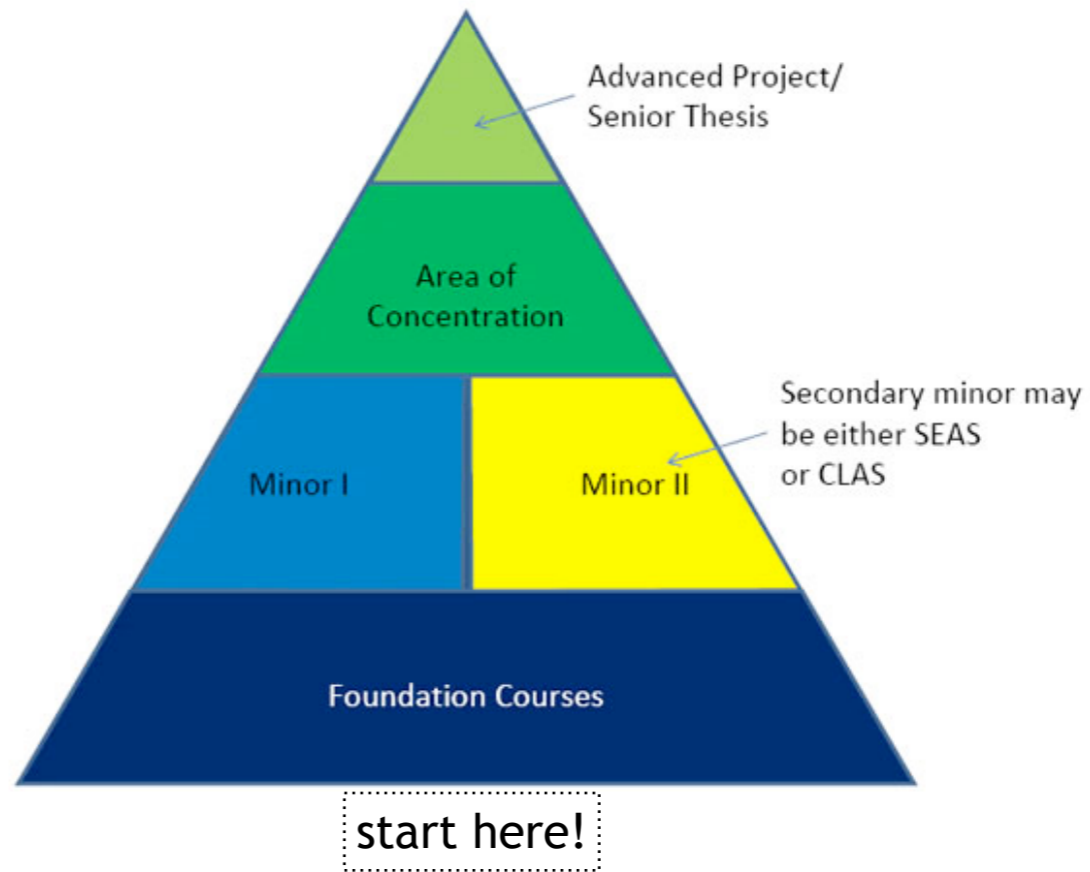 Advanced Project/
Senior Thesis
Area of
Concentration
Secondary minor may
be either SEAS
or CLAS
Minor I
Minor II
Foundation Courses
start here!